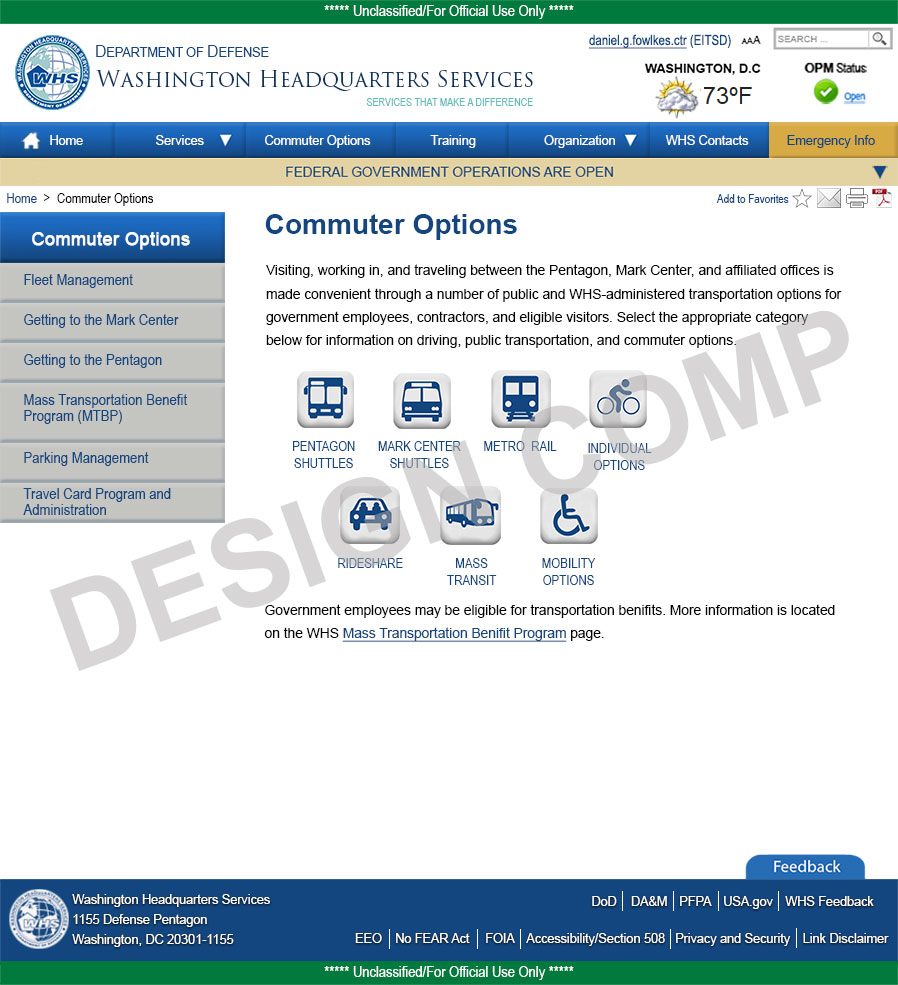 ***** Unclassified/For Official Use Only *****
daniel.g.fowlkes.ctr (EITSD) AAA SEARCH ...
DEPARTMENT OF DEFENSE
WASHINGTON HEADQUARTERS SERVICES
SERVICES THAT MAKE A DIFFERENCE
WASHINGTON HEADQUARTERS SERVICES
WHS
DEPARTMENT OF DEFENSE
WASHINGTON, D.C
73°F
OPM Status
Open
Home Services Commuter Options Training Organization WHS Contacts Emergency Info
FEDERAL GOVERNMENT OPERATIONS ARE OPEN
Home > Commuter Options
Add to Favorites PDF
Commuter Options
Fleet Management
Getting to the Mark Center
Getting to the Pentagon
Mass Transportation Benefit
Program (MTBP)
Parking Management
Travel Card Program and
Administration
Commuter Options
Visiting, working in, and traveling between the Pentagon, Mark Center, and affiliated offices is
made convenient through a number of public and WHS-administered transportation options for
government employees, contractors, and eligible visitors. Select the appropriate category
below for information on driving, public transportation, and commuter options.
PENTAGON
SHUTTLES
MARK CENTER
SHUTTLES
METRO RAIL
INDIVIDUAL
OPTIONS
RIDESHARE
MASS
TRANSIT
MOBILITY
OPTIONS
DESIGN COMP
Government employees may be eligible for transportation benifits. More information is located
on the WHS Mass Transportation Benifit Program page.
Feedback
WHS
Washington Headquarters Services
1155 Defense Pentagon
Washington, DC 20301-1155
DoD | DA&M | PFPA | USA.gov | WHS Feedback
EEO | No FEAR Act | FOIA | Accessibility/Section 508 | Privacy and Security | Link Disclaimer
***** Unclassified/For Official Use Only *****